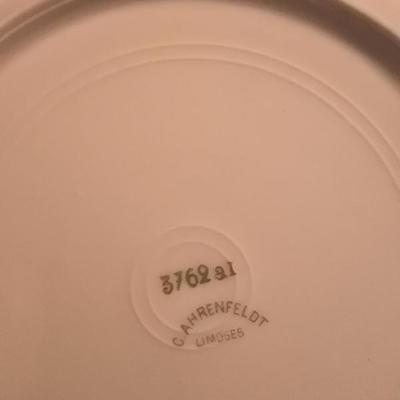 3762 a1
C. AHRENFELDT
LIMOGES